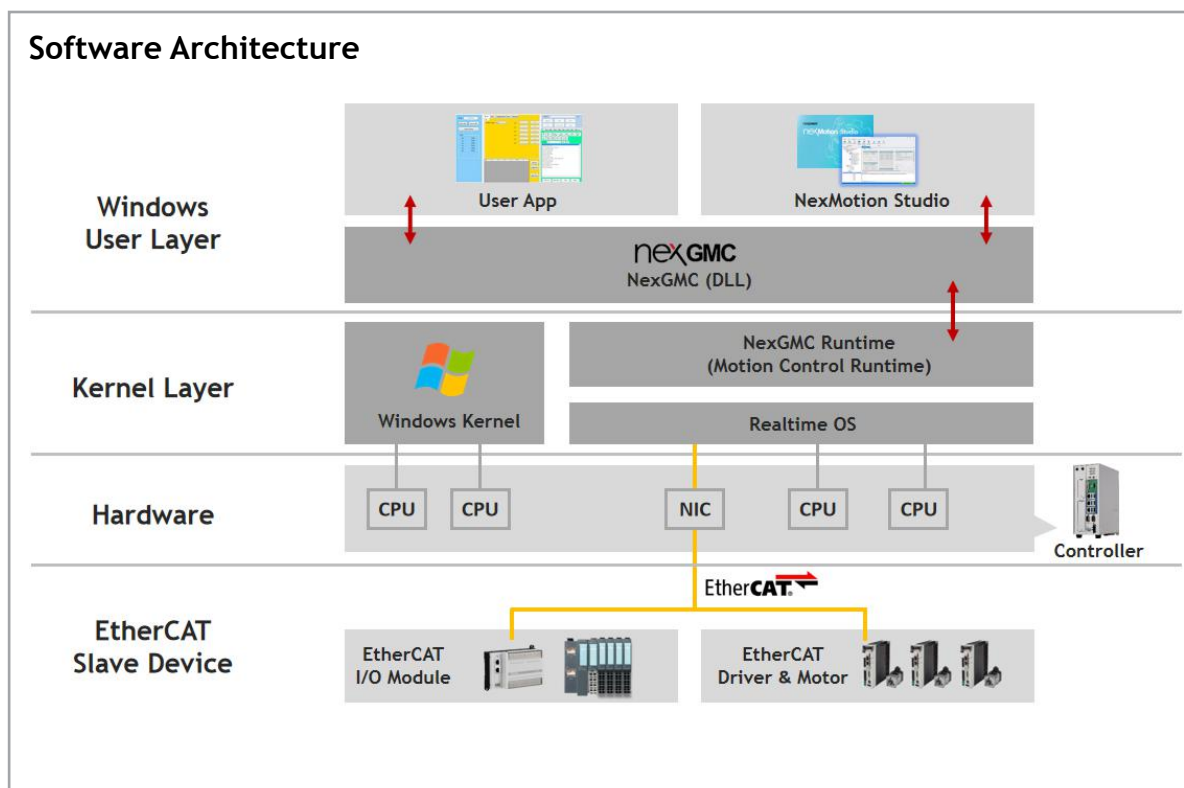 Software Architecture
Windows
User Layer
User App
nexMotion Studio
NexMotion Studio
nexGMC
NexGMC (DLL)
Kernel Layer
Windows Kernel
NexGMC Runtime
(Motion Control Runtime)
Realtime OS
Hardware
CPU
CPU
NIC
CPU
CPU
Controller
EtherCAT
Slave Device
EtherCAT
EtherCAT
I/O Module
EtherCAT
Driver & Motor